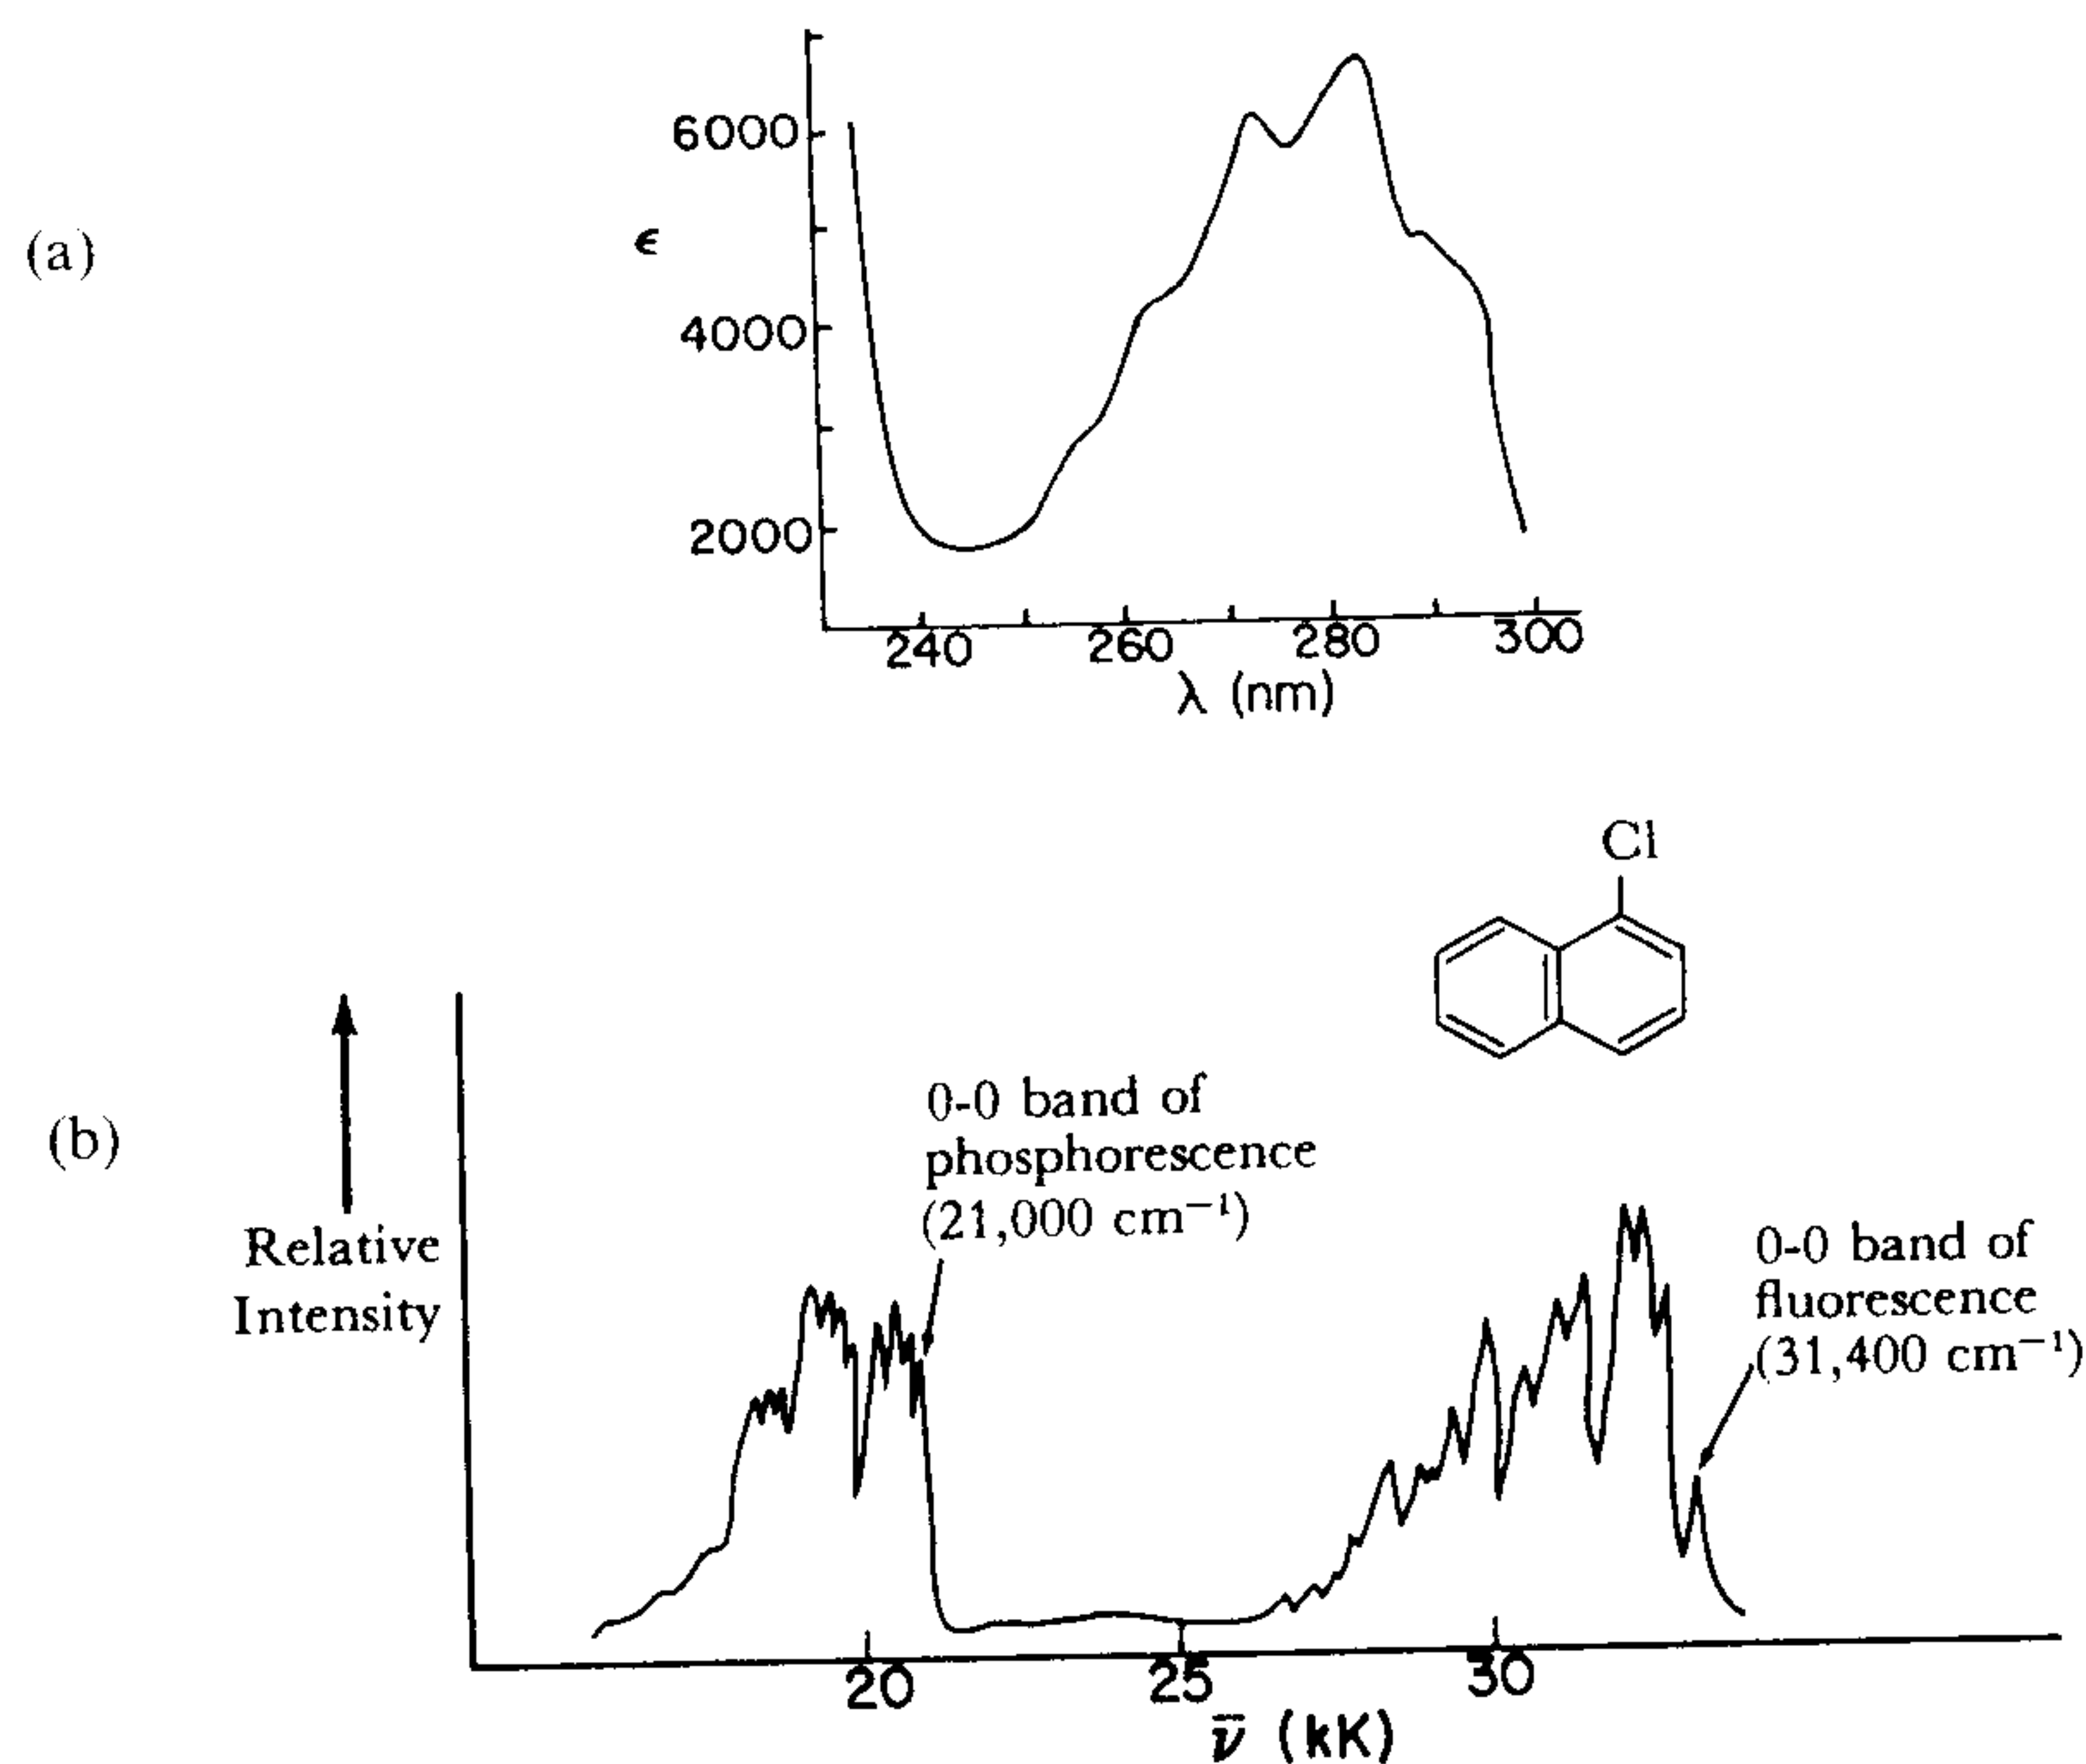 (a)
6000
ϵ
4000
2000
240 260 280 300
λ (nm)
Cl
0-0 band of
phosphorescence
(21,000 cm⁻¹)
(b)
Relative
Intensity
0-0 band of
fluorescence
(31,400 cm⁻¹)
20 25 30
ν̅ (kK)